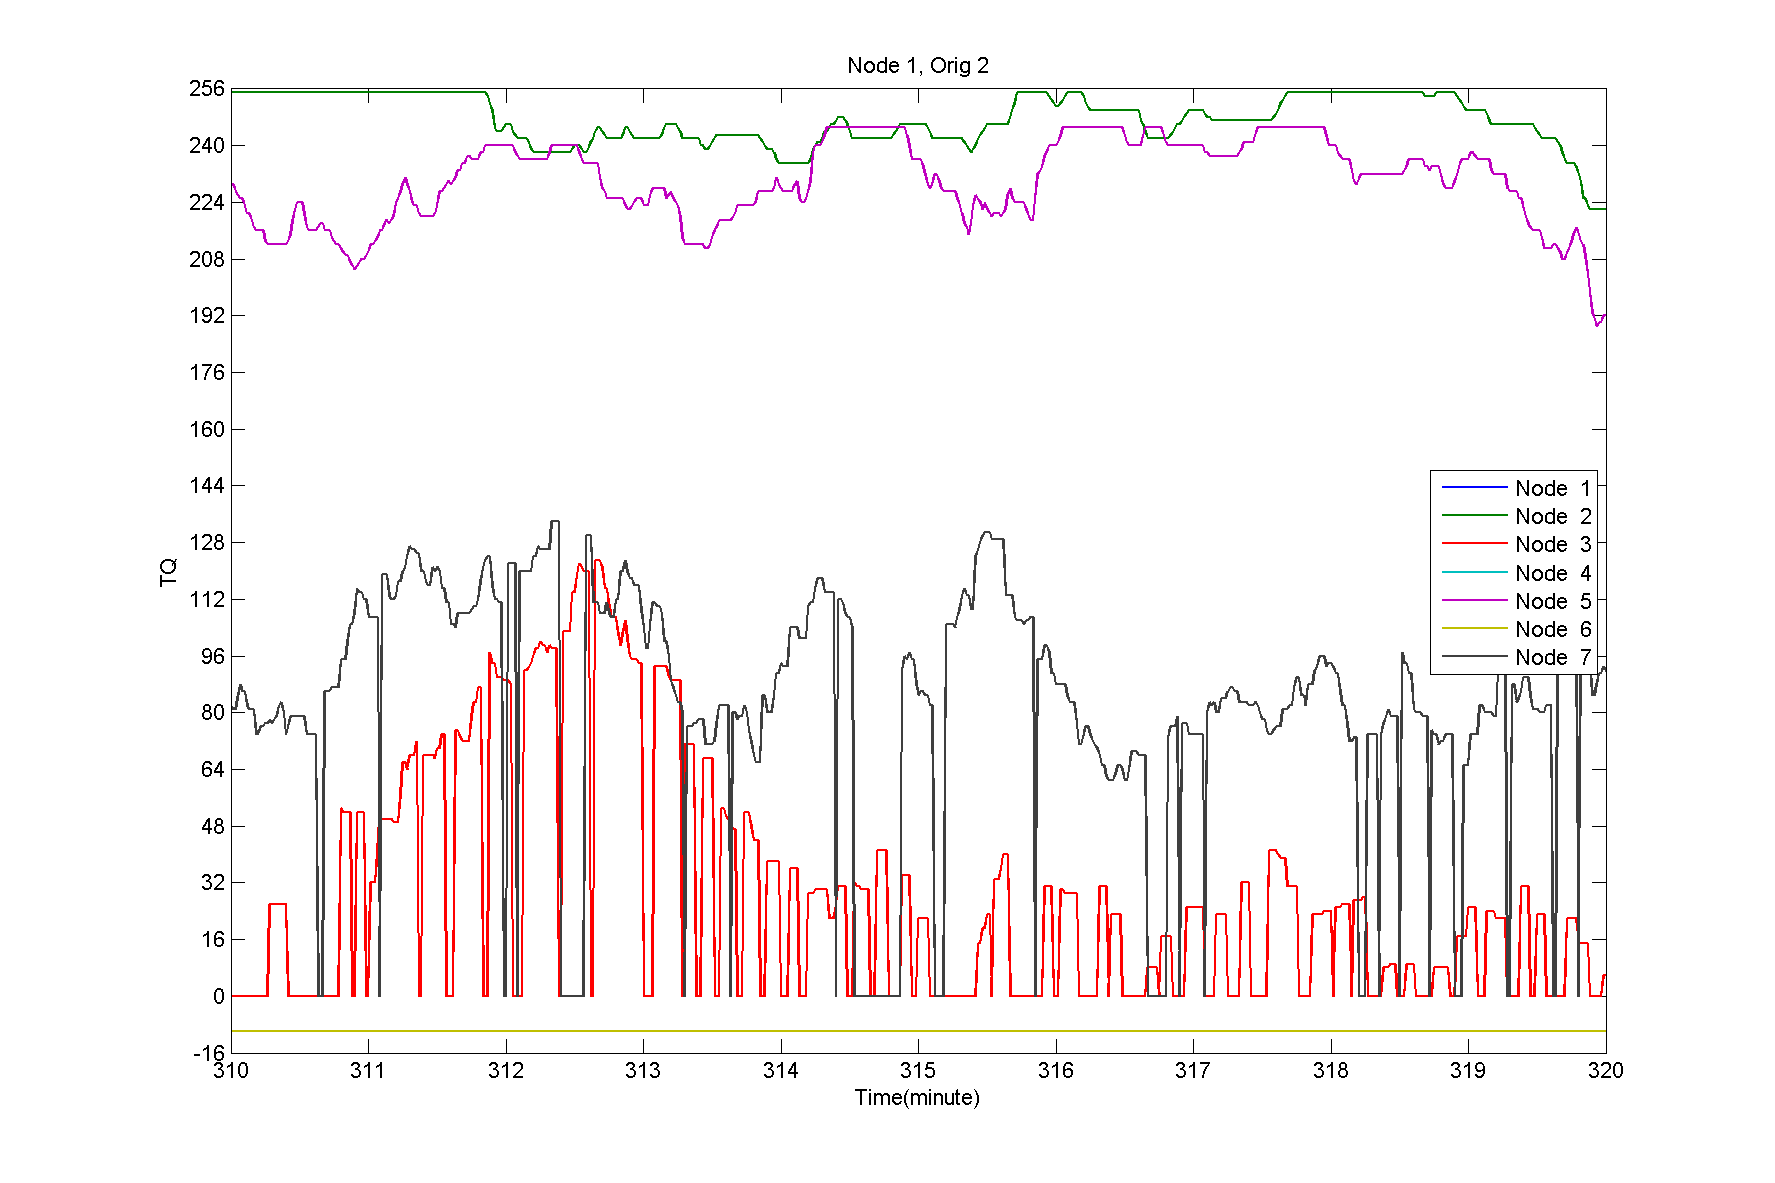 Node 1, Orig 2
256
240
224
208
192
176
160
144
128
112
96
80
64
48
32
16
0
-16
TQ
Node 1
Node 2
Node 3
Node 4
Node 5
Node 6
Node 7
310 311 312 313 314 315 316 317 318 319 320
Time(minute)